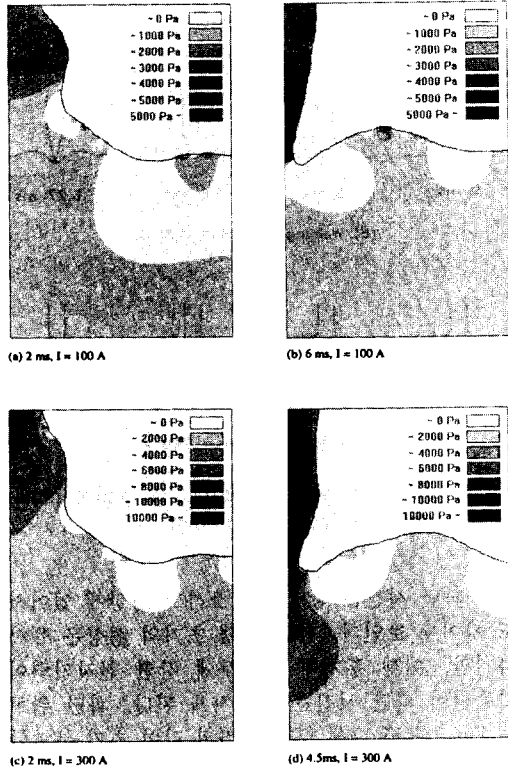 ~ 0 Pa
~ 1000 Pa
~ 2000 Pa
~ 3000 Pa
~ 4000 Pa
~ 5000 Pa
5000 Pa ~
(a) 2 ms, I = 100 A
~ 0 Pa
~ 1000 Pa
~ 2000 Pa
~ 3000 Pa
~ 4000 Pa
~ 5000 Pa
5000 Pa ~
(b) 6 ms, I = 100 A
~ 0 Pa
~ 2000 Pa
~ 4000 Pa
~ 6000 Pa
~ 8000 Pa
~ 10000 Pa
10000 Pa ~
(c) 2 ms, I = 300 A
~ 0 Pa
~ 2000 Pa
~ 4000 Pa
~ 6000 Pa
~ 8000 Pa
~ 10000 Pa
10000 Pa ~
(d) 4.5ms, I = 300 A